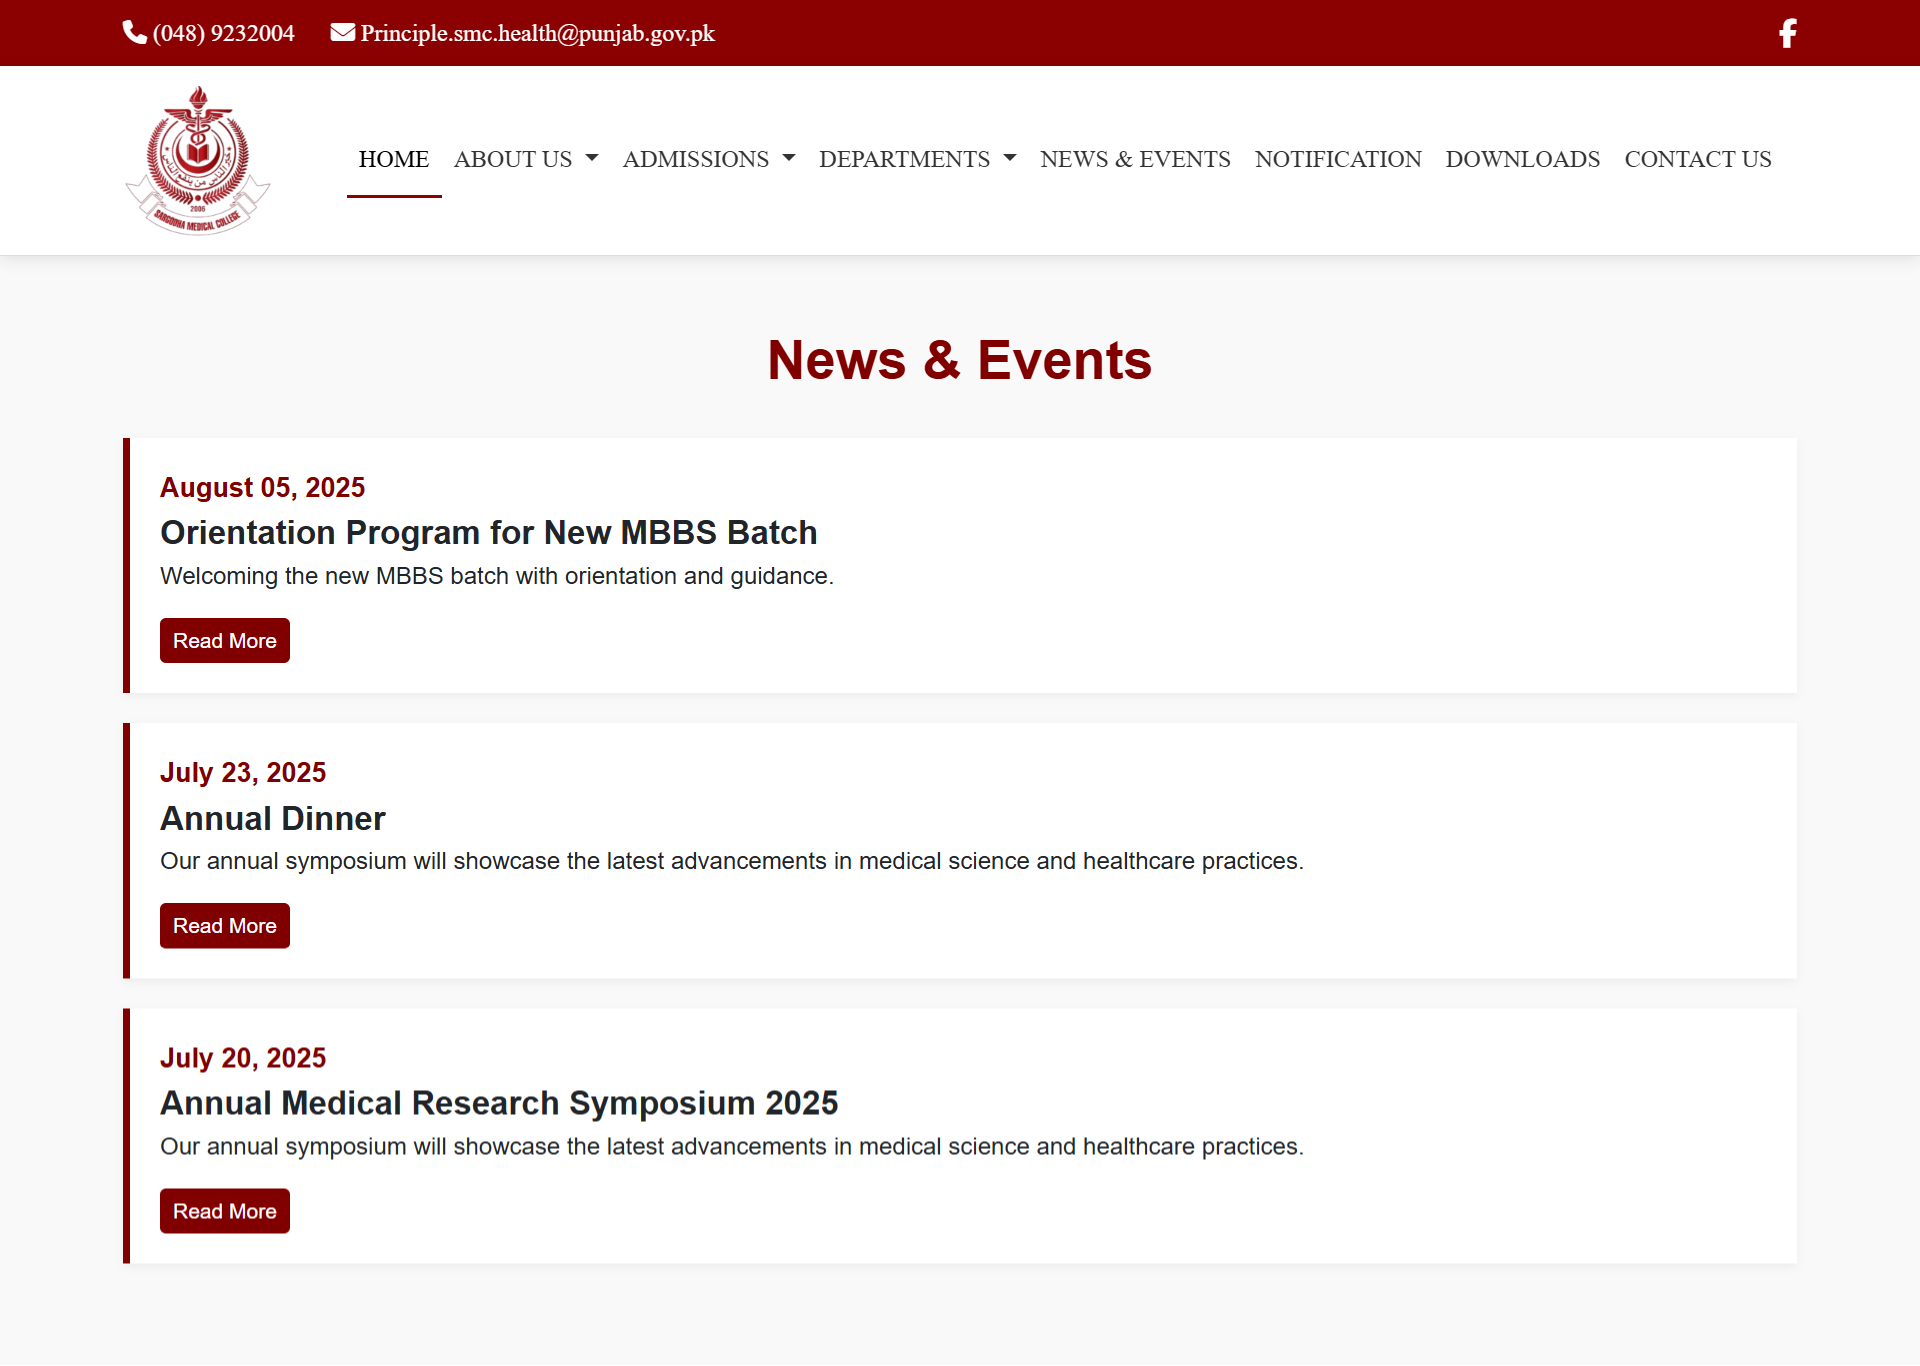 (048) 9232004 Principle.smc.health@punjab.gov.pk
2006
SARGODHA MEDICAL COLLEGE
HOME ABOUT US ADMISSIONS DEPARTMENTS NEWS & EVENTS NOTIFICATION DOWNLOADS CONTACT US
News & Events
August 05, 2025
Orientation Program for New MBBS Batch
Welcoming the new MBBS batch with orientation and guidance.
Read More
July 23, 2025
Annual Dinner
Our annual symposium will showcase the latest advancements in medical science and healthcare practices.
Read More
July 20, 2025
Annual Medical Research Symposium 2025
Our annual symposium will showcase the latest advancements in medical science and healthcare practices.
Read More